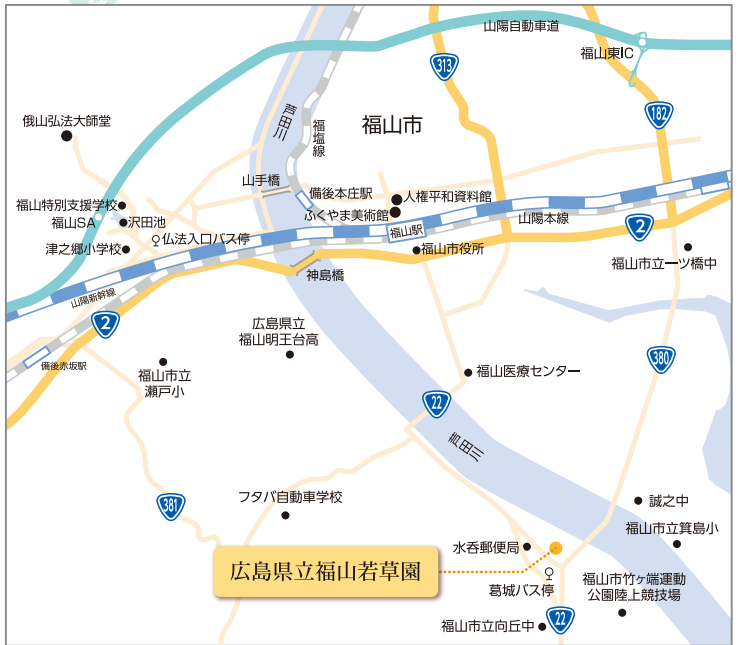 山陽自動車道
福山東IC
313
芦田川
福塩線
福山市
182
俄山弘法大師堂
山手橋
備後本庄駅
人権平和資料館
ふくやま美術館
福山特別支援学校
福山SA
沢田池
山陽本線
福山駅
2
津之郷小学校
仏法入口バス停
福山市役所
福山市立一ツ橋中
神島橋
山陽新幹線
2
広島県立
福山明王台高
備後赤坂駅
福山市立
瀬戸小
福山医療センター
380
22
芦田川
381
フタバ自動車学校
誠之中
福山市立箕島小
水呑郵便局
広島県立福山若草園
葛城バス停
福山市竹ヶ端運動
公園陸上競技場
22
福山市立向丘中